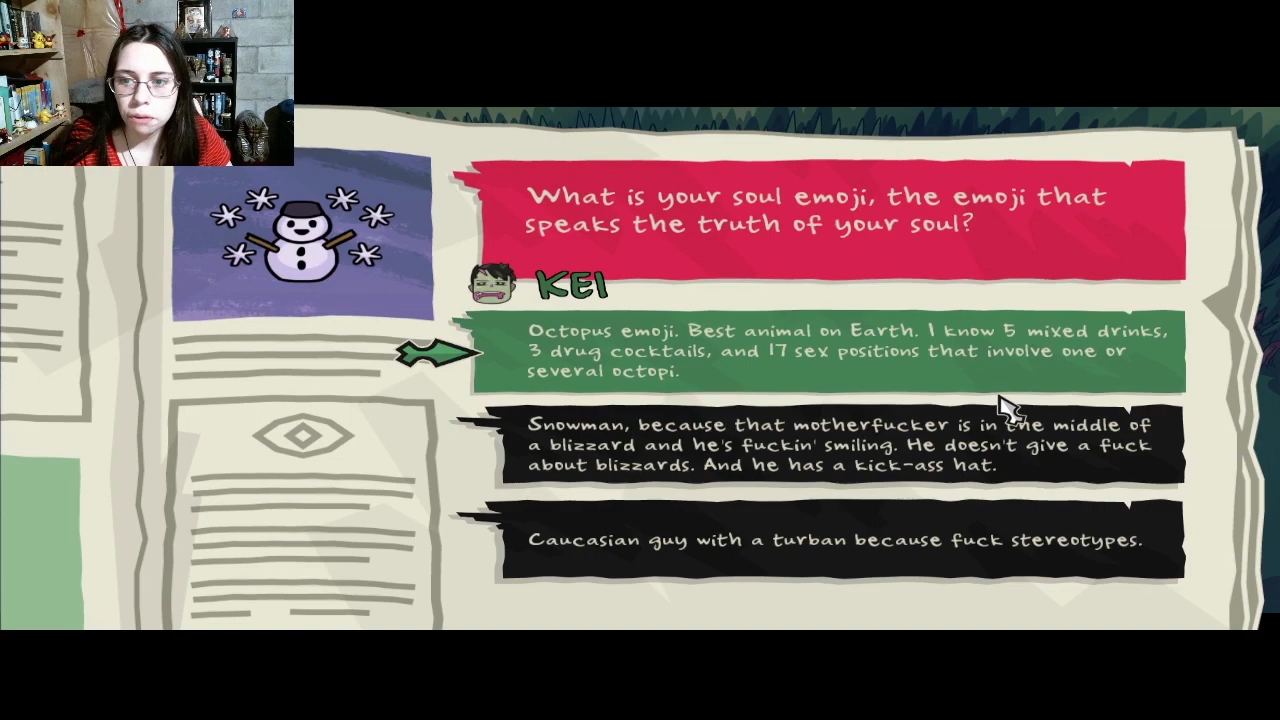 What is your soul emoji, the emoji that
speaks the truth of your soul?
KEI
Octopus emoji. Best animal on Earth. I know 5 mixed drinks,
3 drug cocktails, and 17 sex positions that involve one or
several octopi.
Snowman, because that motherfucker is in the middle of
a blizzard and he's fuckin' smiling. He doesn't give a fuck
about blizzards. And he has a kick-ass hat.
Caucasian guy with a turban because fuck stereotypes.